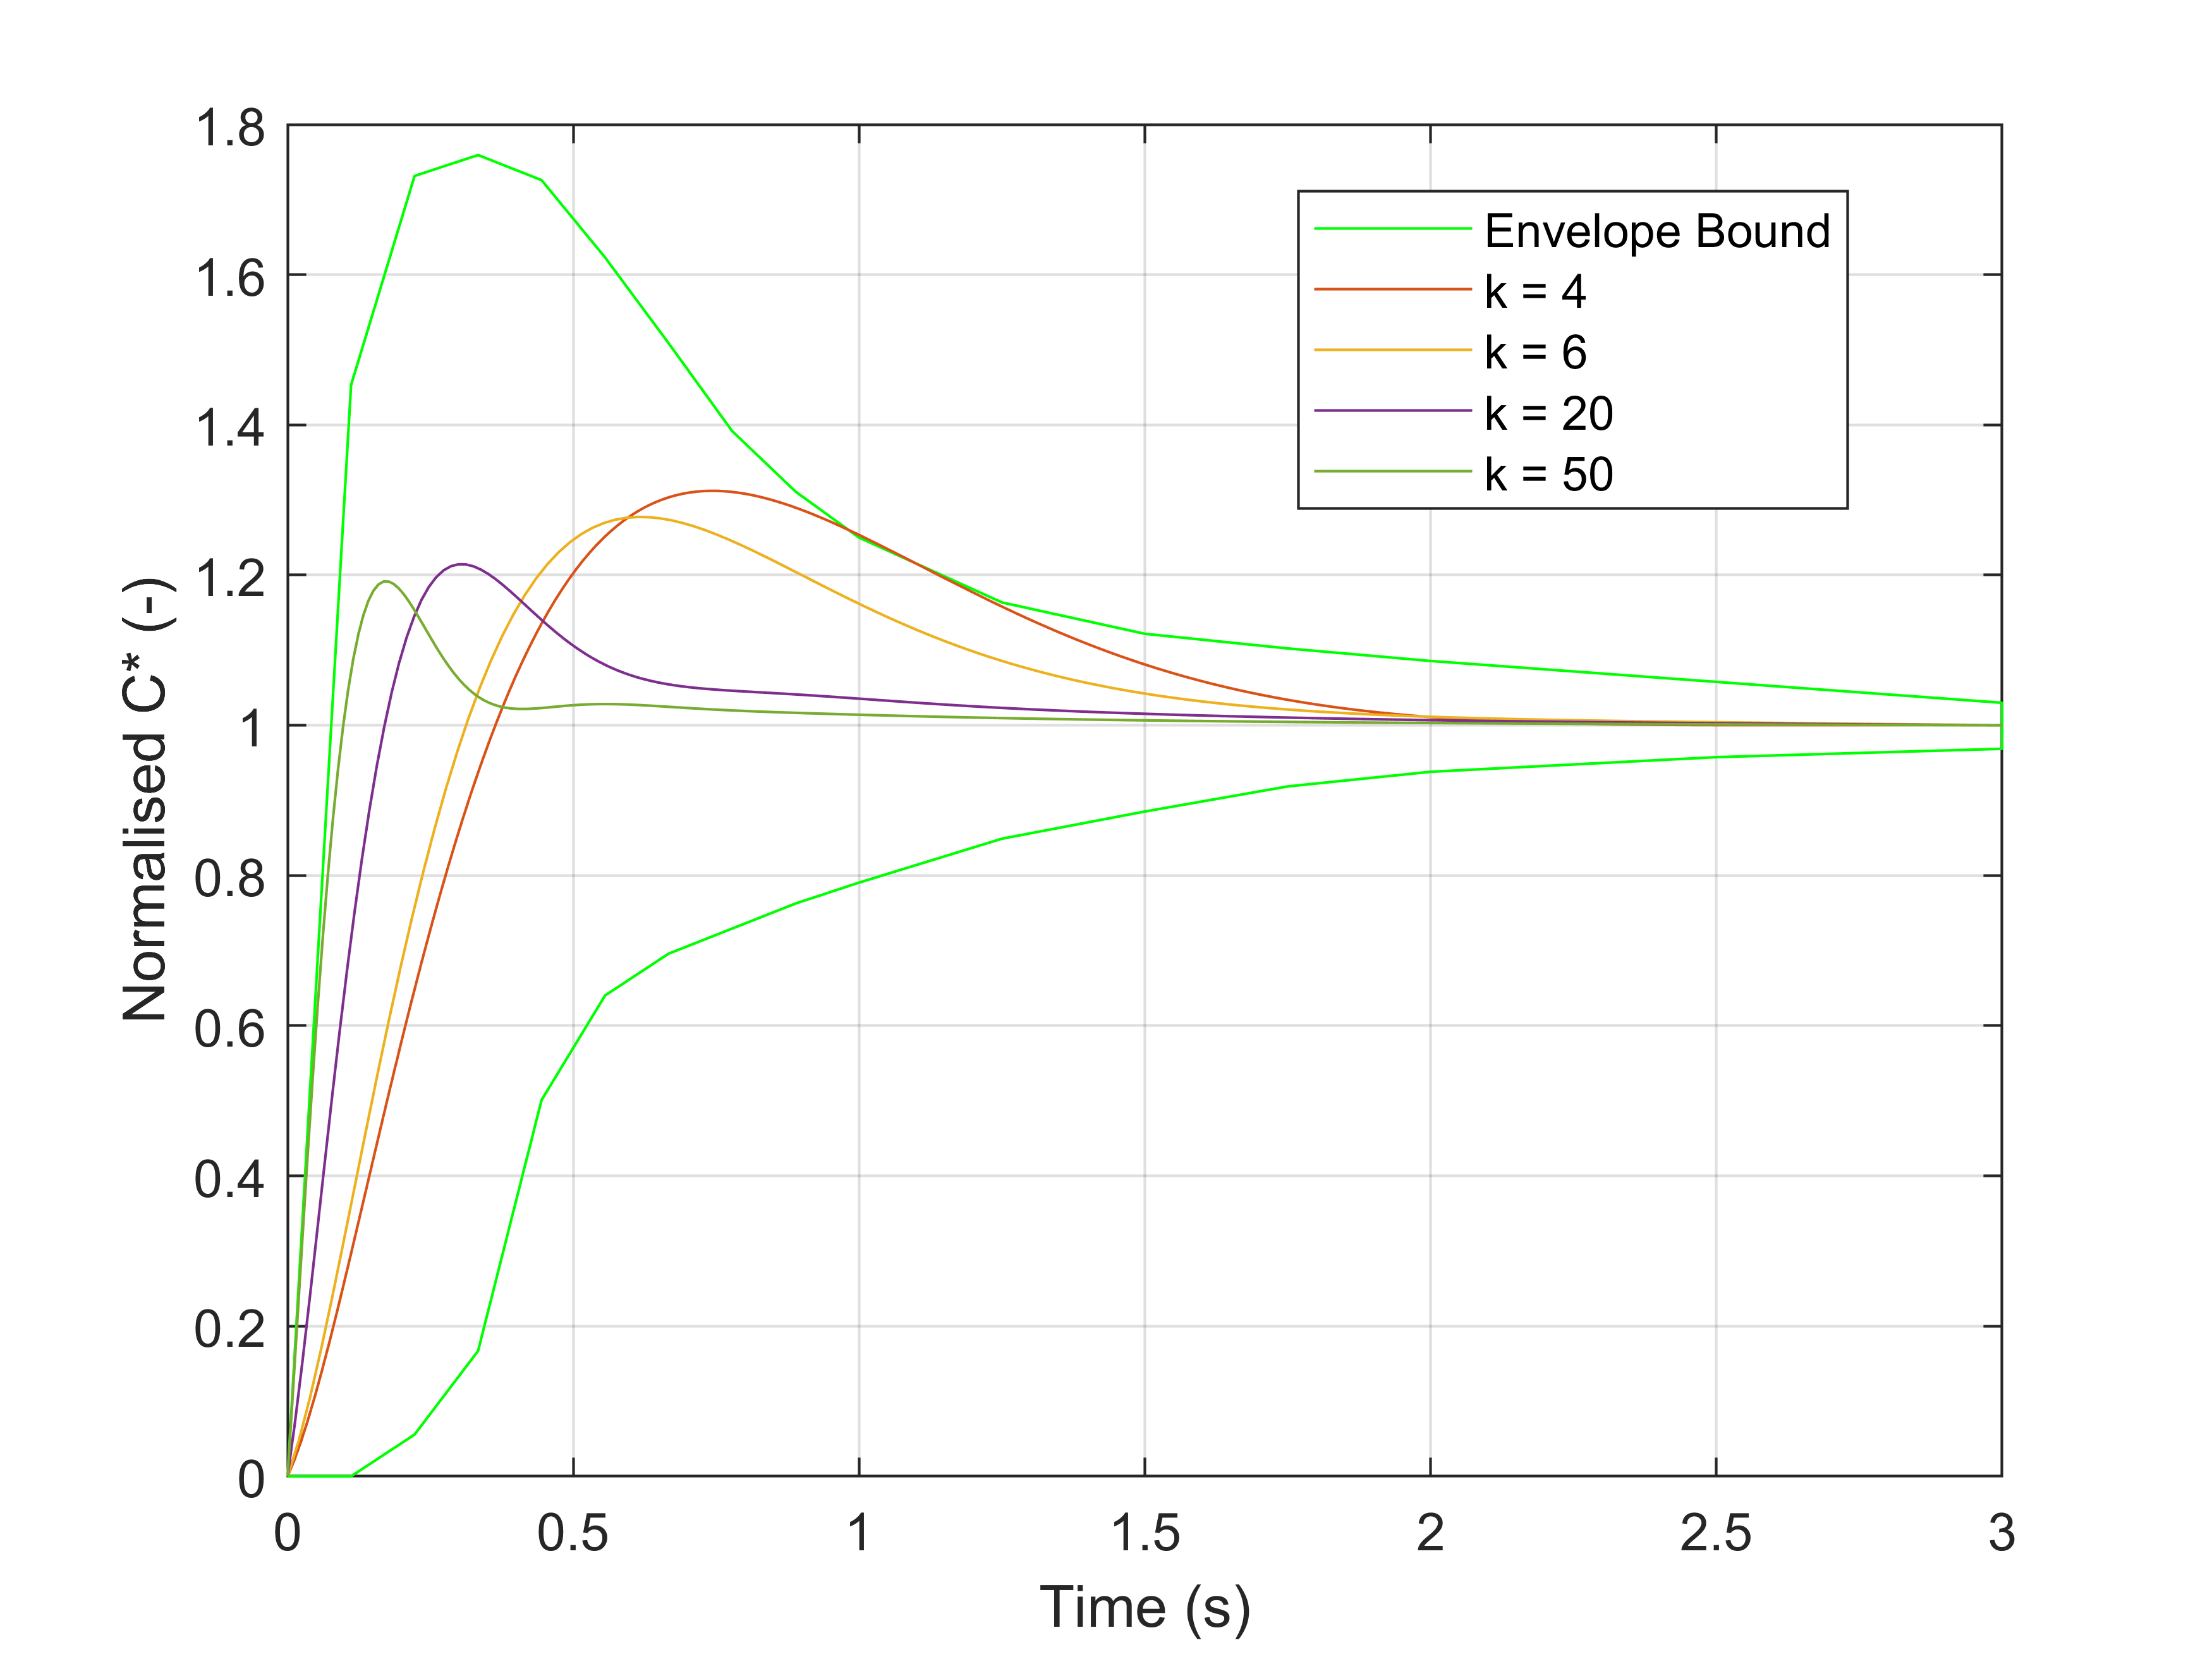 Normalised C* (-)
1.8
1.6
1.4
1.2
1
0.8
0.6
0.4
0.2
0
Envelope Bound
k = 4
k = 6
k = 20
k = 50
0 0.5 1 1.5 2 2.5 3
Time (s)